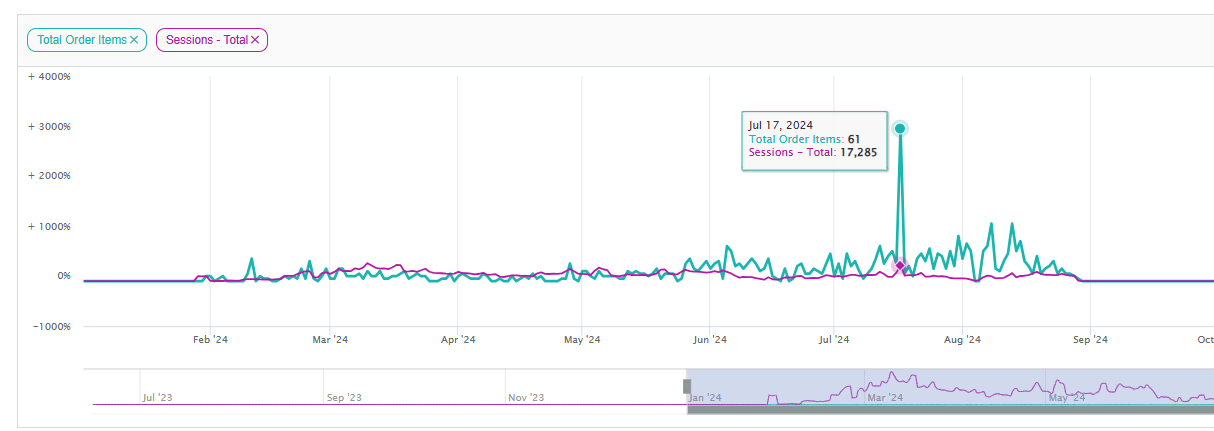 Total Order Items ✕ Sessions - Total ✕
+ 4000%
+ 3000%
+ 2000%
+ 1000%
0%
−1000%
Jul 17, 2024
Total Order Items: 61
Sessions - Total: 17,285
Feb '24 Mar '24 Apr '24 May '24 Jun '24 Jul '24 Aug '24 Sep '24 Oct
Jul '23 Sep '23 Nov '23 Jan '24 Mar '24 May '24